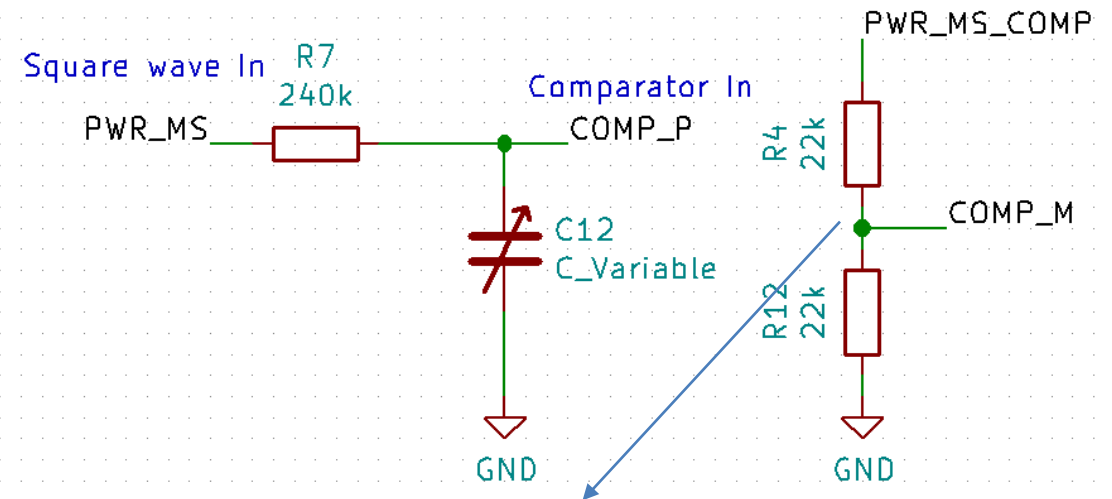 PWR_MS_COMP
Square wave In
R7
240k
Comparator In
PWR_MS
COMP_P
R4
22k
COMP_M
C12
C_Variable
R12
22k
GND
GND